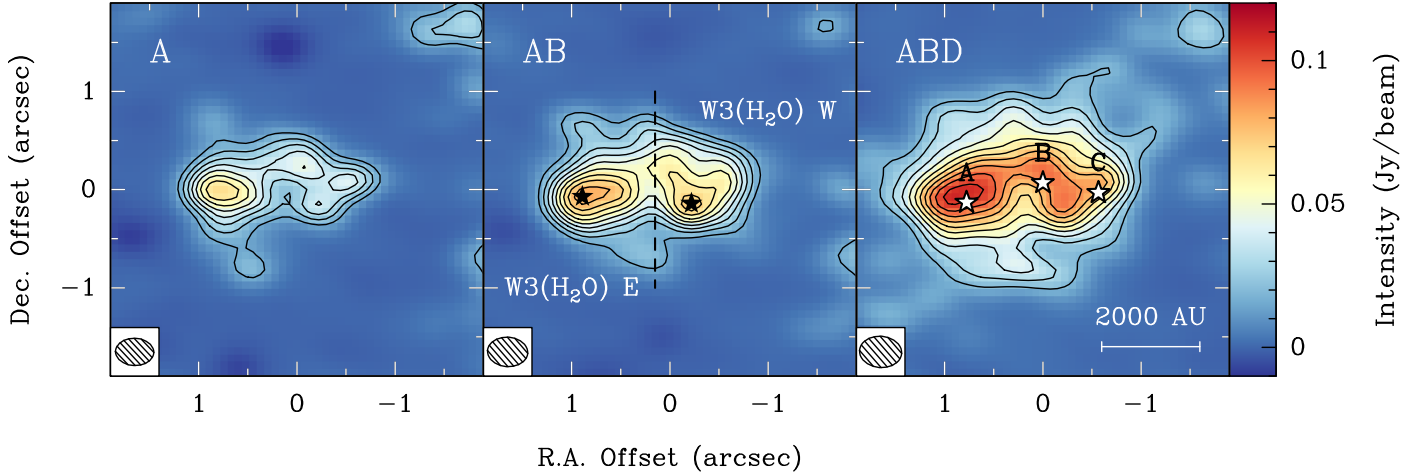 A
AB
ABD
W3(H₂O) W
W3(H₂O) E
A
B
C
2000 AU
1
0
−1
Dec. Offset (arcsec)
1
0
−1
1
0
−1
1
0
−1
R.A. Offset (arcsec)
0.1
0.05
0
Intensity (Jy/beam)